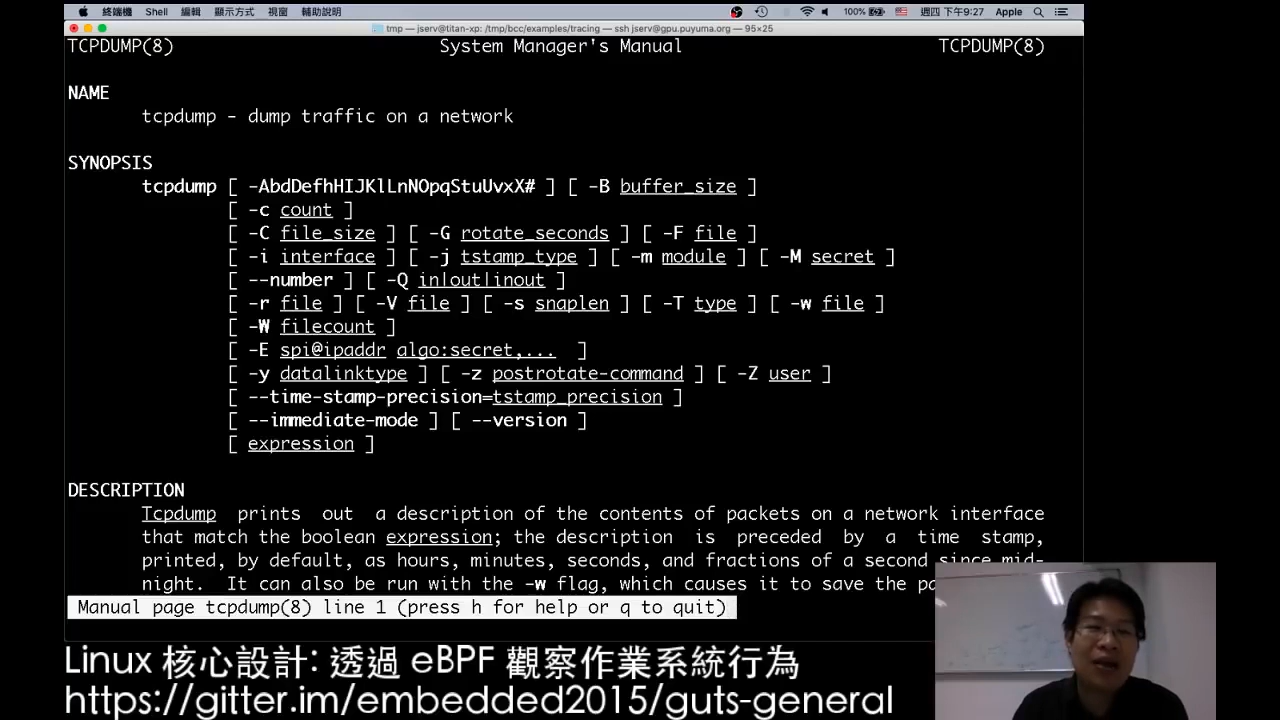 終端機 Shell 編輯 顯示方式 視窗 輔助說明 100% 週四 下午9:27 Apple
tmp — jserv@titan-xp: /tmp/bcc/examples/tracing — ssh jserv@gpu.puyuma.org — 95×25
TCPDUMP(8) System Manager's Manual TCPDUMP(8)
NAME
tcpdump - dump traffic on a network
SYNOPSIS
tcpdump [ -AbdDefhHIJKlLnNOpqStuUvxX# ] [ -B buffer_size ]
[ -c count ]
[ -C file_size ] [ -G rotate_seconds ] [ -F file ]
[ -i interface ] [ -j tstamp_type ] [ -m module ] [ -M secret ]
[ --number ] [ -Q in|out|inout ]
[ -r file ] [ -V file ] [ -s snaplen ] [ -T type ] [ -w file ]
[ -W filecount ]
[ -E spi@ipaddr algo:secret,... ]
[ -y datalinktype ] [ -z postrotate-command ] [ -Z user ]
[ --time-stamp-precision=tstamp_precision ]
[ --immediate-mode ] [ --version ]
[ expression ]
DESCRIPTION
Tcpdump prints out a description of the contents of packets on a network interface
that match the boolean expression; the description is preceded by a time stamp,
printed, by default, as hours, minutes, seconds, and fractions of a second since mid-
night. It can also be run with the -w flag, which causes it to save the pa
Manual page tcpdump(8) line 1 (press h for help or q to quit)
Linux 核心設計: 透過 eBPF 觀察作業系統行為
https://gitter.im/embedded2015/guts-general